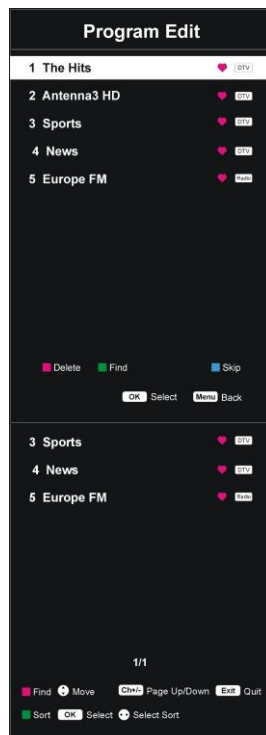 Program Edit
1 The Hits DTV
2 Antenna3 HD DTV
3 Sports DTV
4 News DTV
5 Europe FM Radio
Delete Find Skip
OK Select Menu Back
3 Sports DTV
4 News DTV
5 Europe FM Radio
1/1
Find Move Ch+/- Page Up/Down Exit Quit
Sort OK Select Select Sort